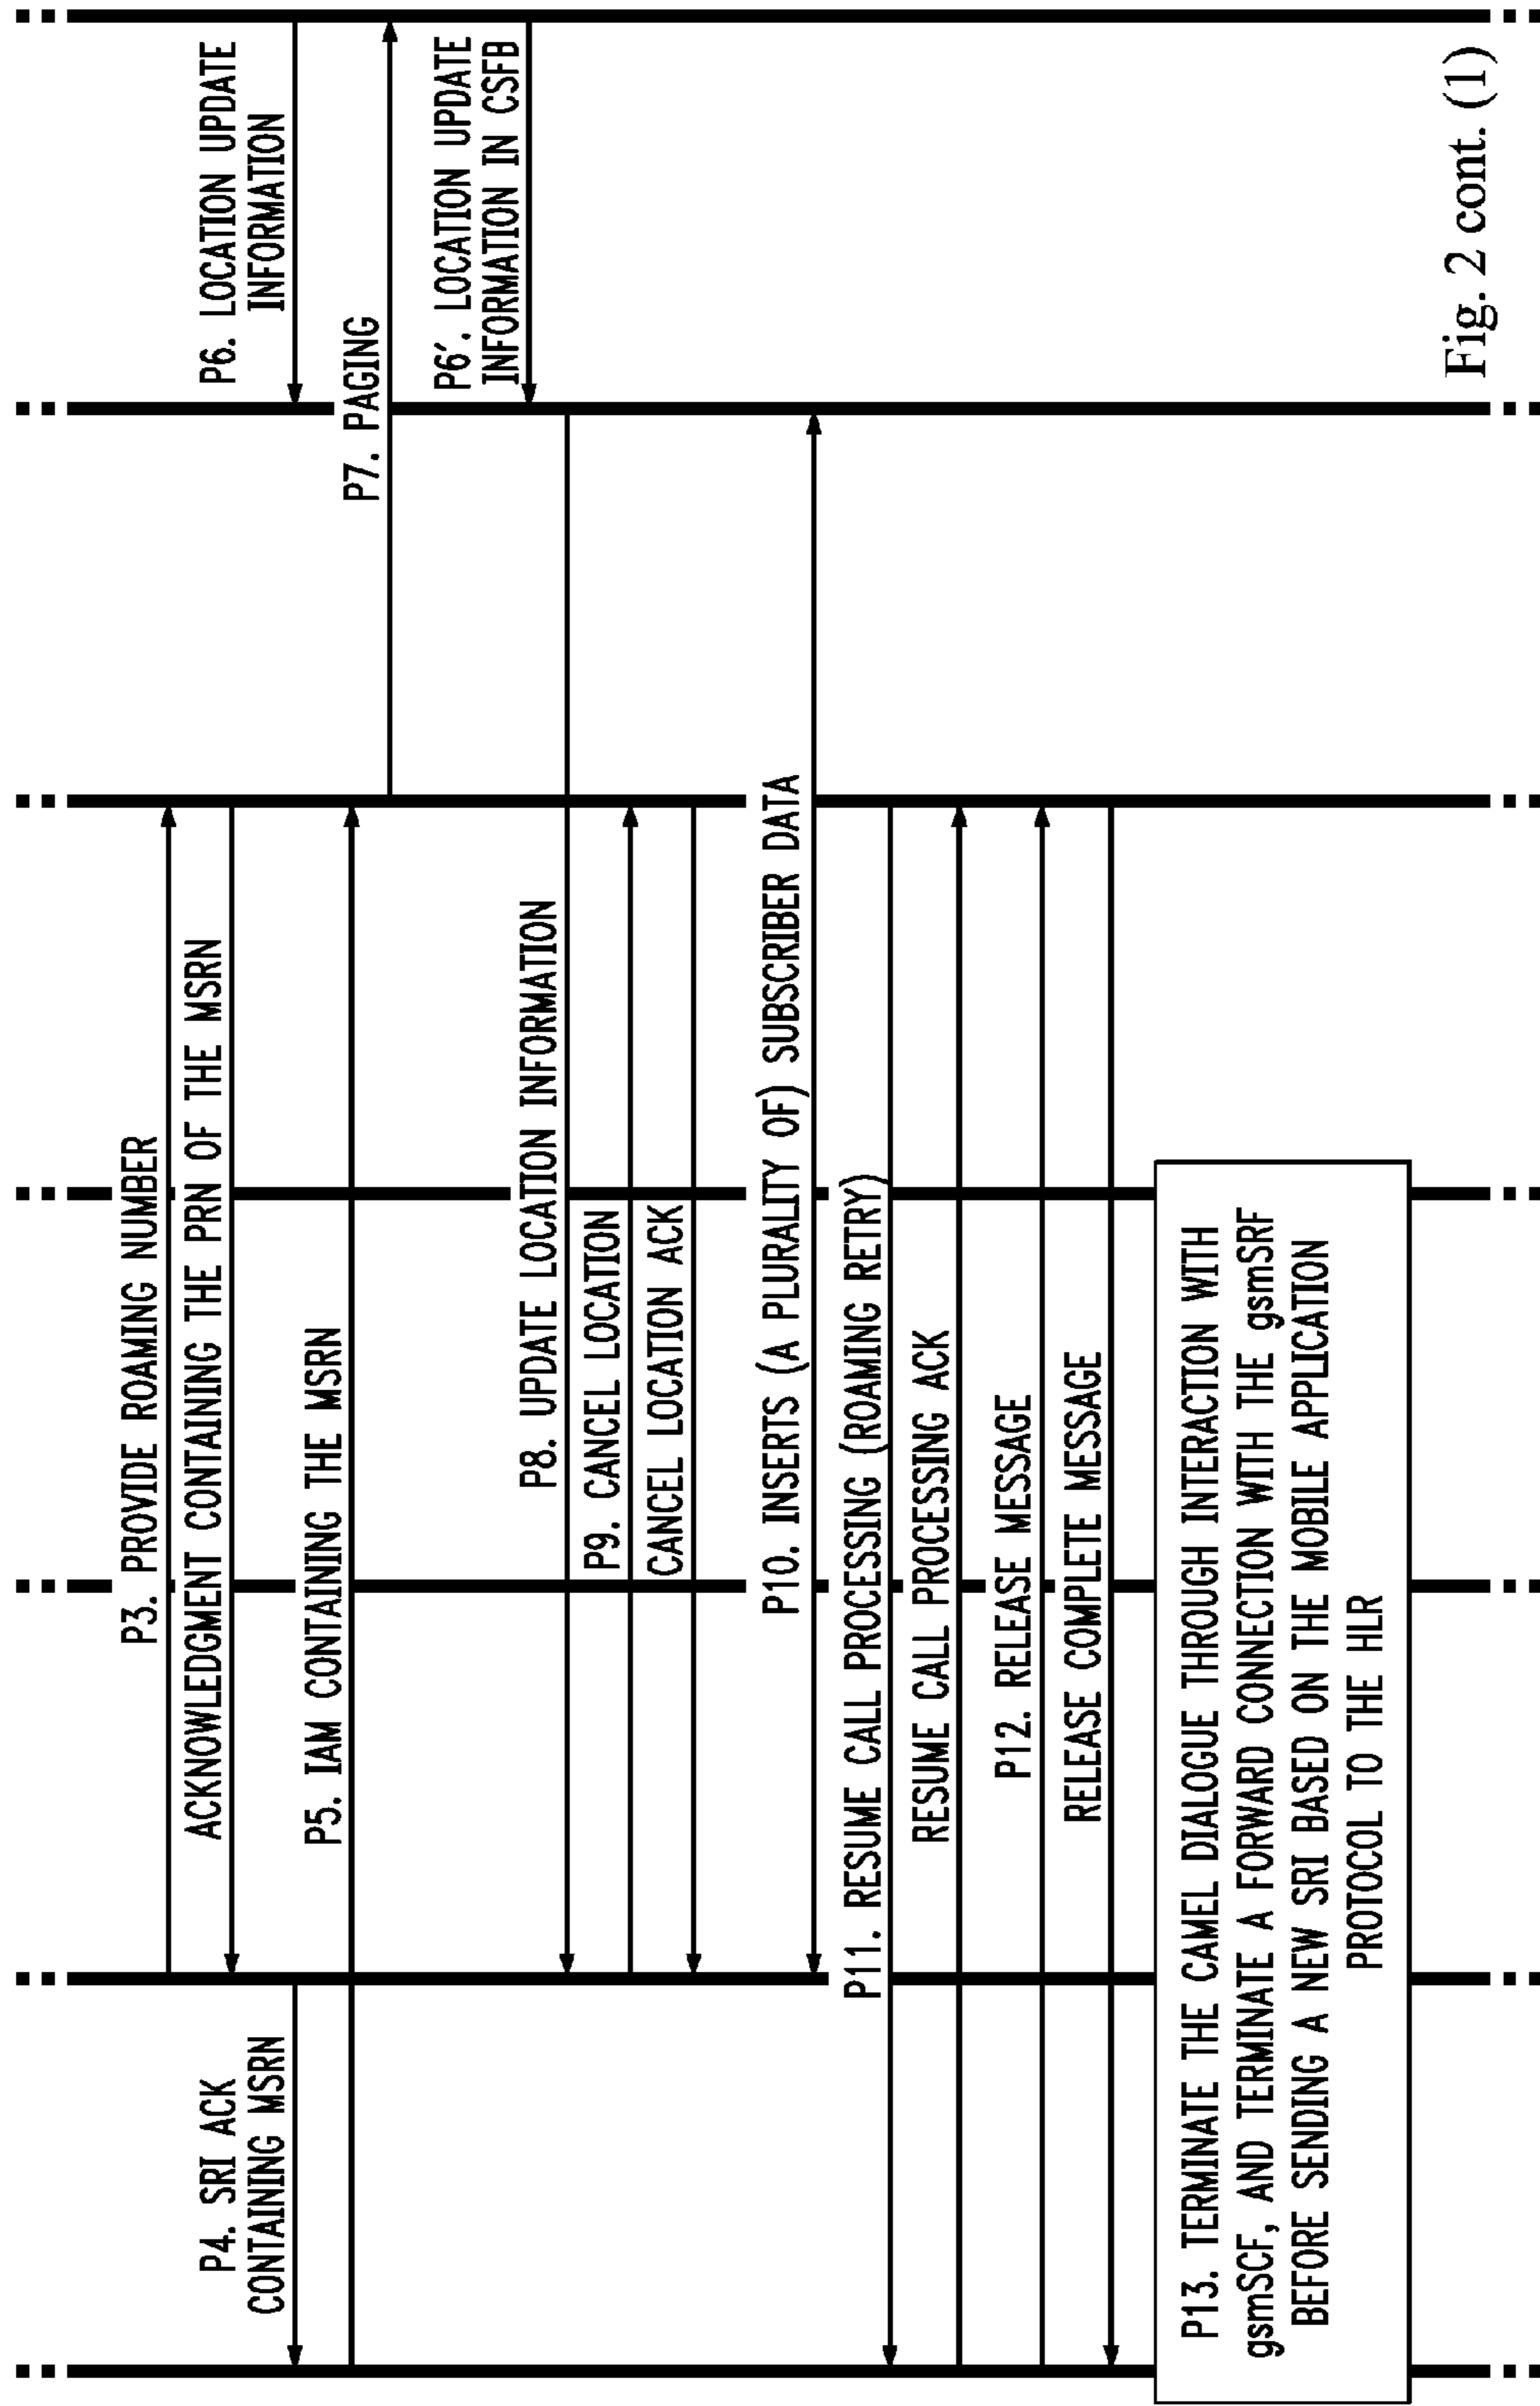 P3. PROVIDE ROAMING NUMBER
ACKNOWLEDGMENT CONTAINING THE PRN OF THE MSRN
P4. SRI ACK
CONTAINING MSRN
P6. LOCATION UPDATE
INFORMATION
P5. IAM CONTAINING THE MSRN
P7. PAGING
P6'. LOCATION UPDATE
INFORMATION IN CSFB
P8. UPDATE LOCATION INFORMATION
P9. CANCEL LOCATION
CANCEL LOCATION ACK
P10. INSERTS (A PLURALITY OF) SUBSCRIBER DATA
P11. RESUME CALL PROCESSING (ROAMING RETRY)
RESUME CALL PROCESSING ACK
P12. RELEASE MESSAGE
RELEASE COMPLETE MESSAGE
P13. TERMINATE THE CAMEL DIALOGUE THROUGH INTERACTION WITH
gsmSCF, AND TERMINATE A FORWARD CONNECTION WITH THE gsmSRF
BEFORE SENDING A NEW SRI BASED ON THE MOBILE APPLICATION
PROTOCOL TO THE HLR
Fig. 2 cont. (1)